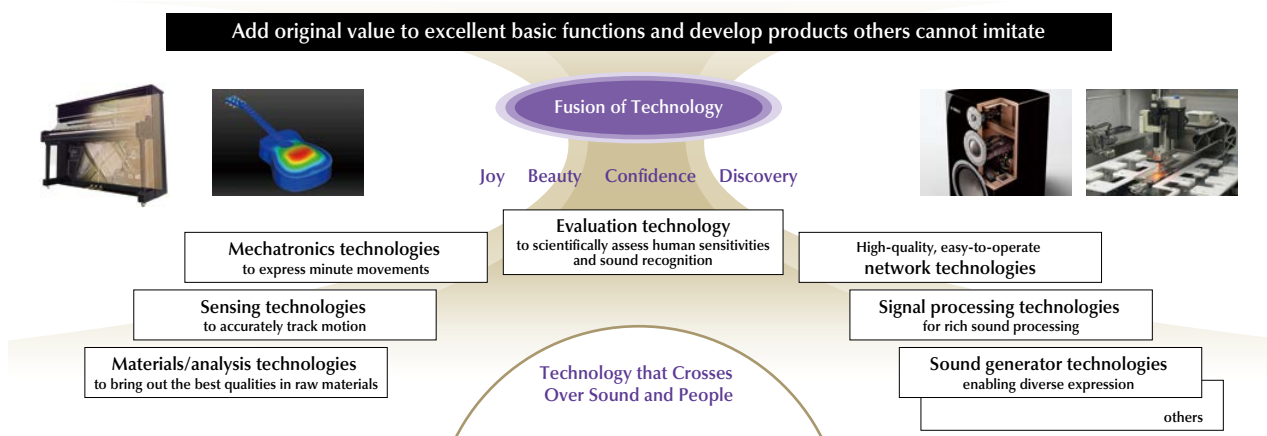 Add original value to excellent basic functions and develop products others cannot imitate
Fusion of Technology
Joy Beauty Confidence Discovery
Evaluation technology
to scientifically assess human sensitivities
and sound recognition
Mechatronics technologies
to express minute movements
Sensing technologies
to accurately track motion
Materials/analysis technologies
to bring out the best qualities in raw materials
High-quality, easy-to-operate
network technologies
Signal processing technologies
for rich sound processing
Sound generator technologies
enabling diverse expression
others
Technology that Crosses
Over Sound and People